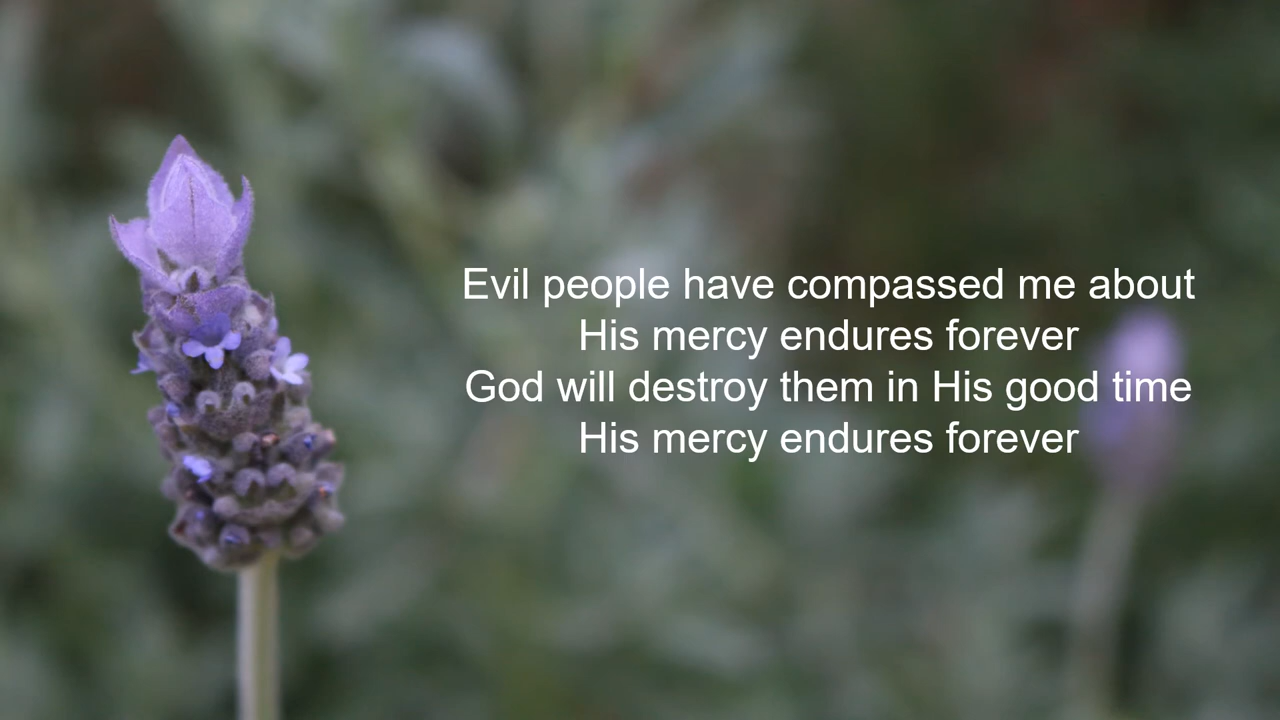 Evil people have compassed me about
His mercy endures forever
God will destroy them in His good time
His mercy endures forever